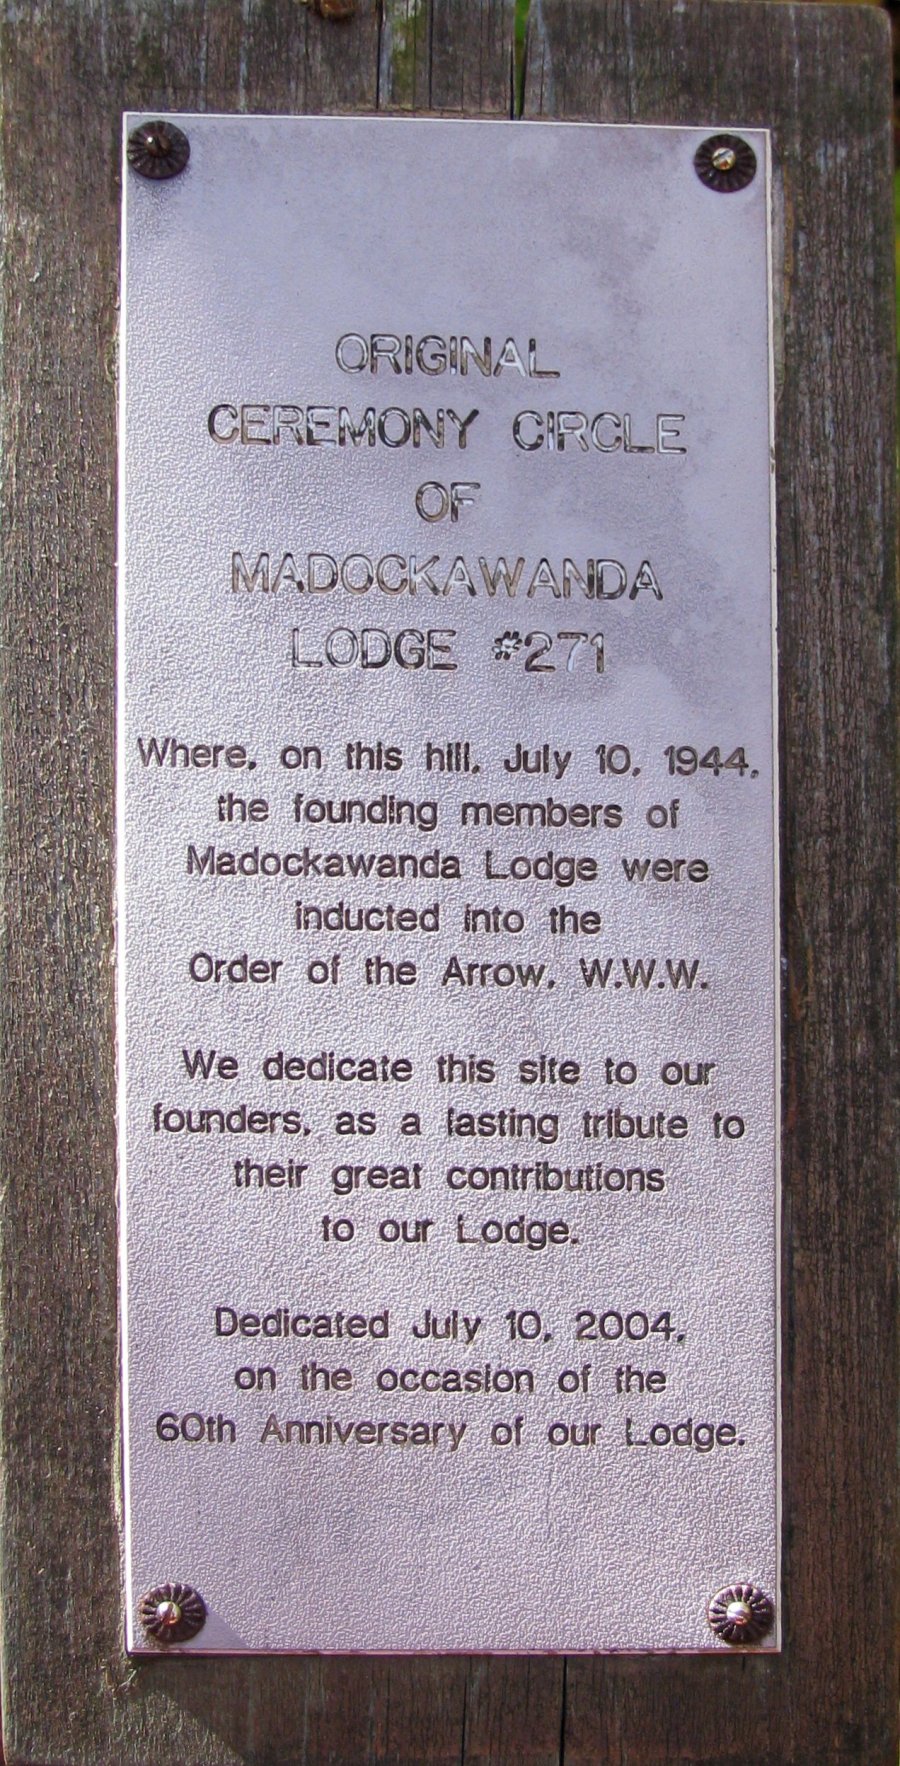 ORIGINAL
CEREMONY CIRCLE
OF
MADOCKAWANDA
LODGE #271
Where, on this hill, July 10, 1944,
the founding members of
Madockawanda Lodge were
inducted into the
Order of the Arrow, W.W.W.
We dedicate this site to our
founders, as a lasting tribute to
their great contributions
to our Lodge.
Dedicated July 10, 2004,
on the occasion of the
60th Anniversary of our Lodge.